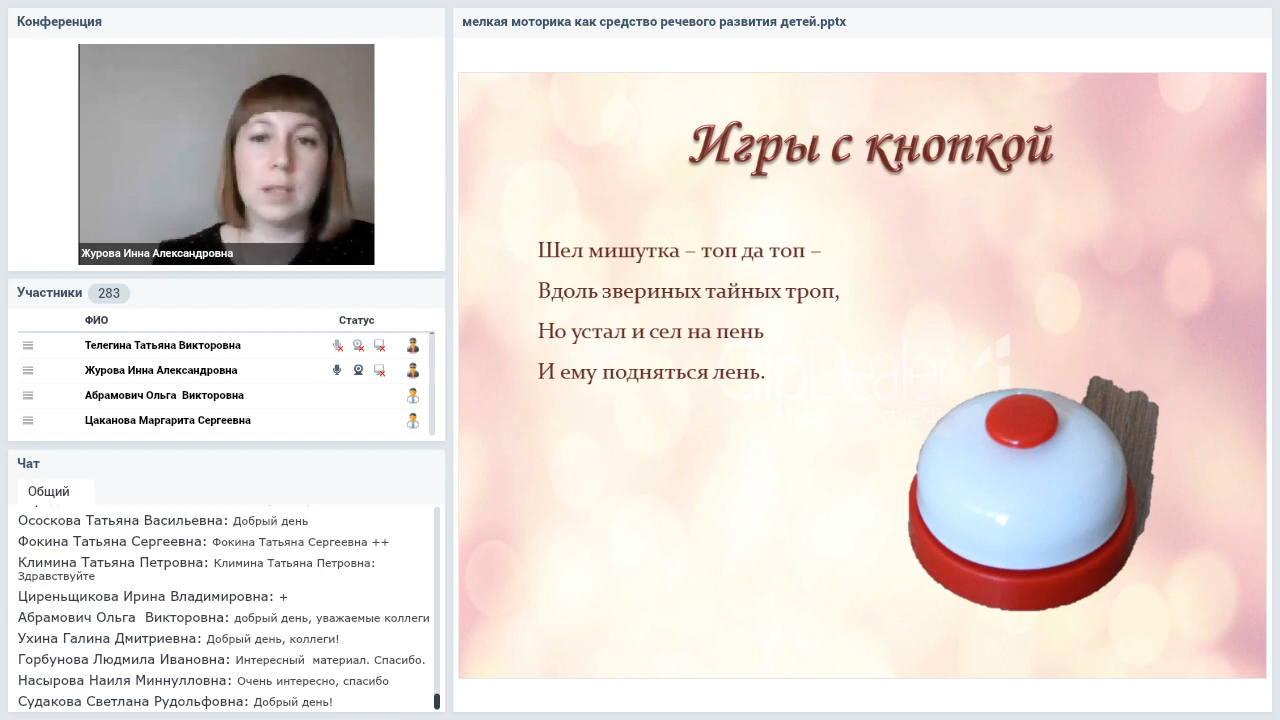 Конференция
Журова Инна Александровна
Участники 283
ФИО Статус
Телегина Татьяна Викторовна
Журова Инна Александровна
Абрамович Ольга  Викторовна
Цаканова Маргарита Сергеевна
Чат
Общий
Ососкова Татьяна Васильевна: Добрый день
Фокина Татьяна Сергеевна: Фокина Татьяна Сергеевна ++
Климина Татьяна Петровна: Климина Татьяна Петровна:
Здравствуйте
Циреньщикова Ирина Владимировна: +
Абрамович Ольга  Викторовна: добрый день, уважаемые коллеги
Ухина Галина Дмитриевна: Добрый день, коллеги!
Горбунова Людмила Ивановна: Интересный  материал. Спасибо.
Насырова Наиля Миннулловна: Очень интересно, спасибо
Судакова Светлана Рудольфовна: Добрый день!
мелкая моторика как средство речевого развития детей.pptx
Игры с кнопкой
Шел мишутка – топ да топ –
Вдоль звериных тайных троп,
Но устал и сел на пень
И ему подняться лень.
ClipDealer